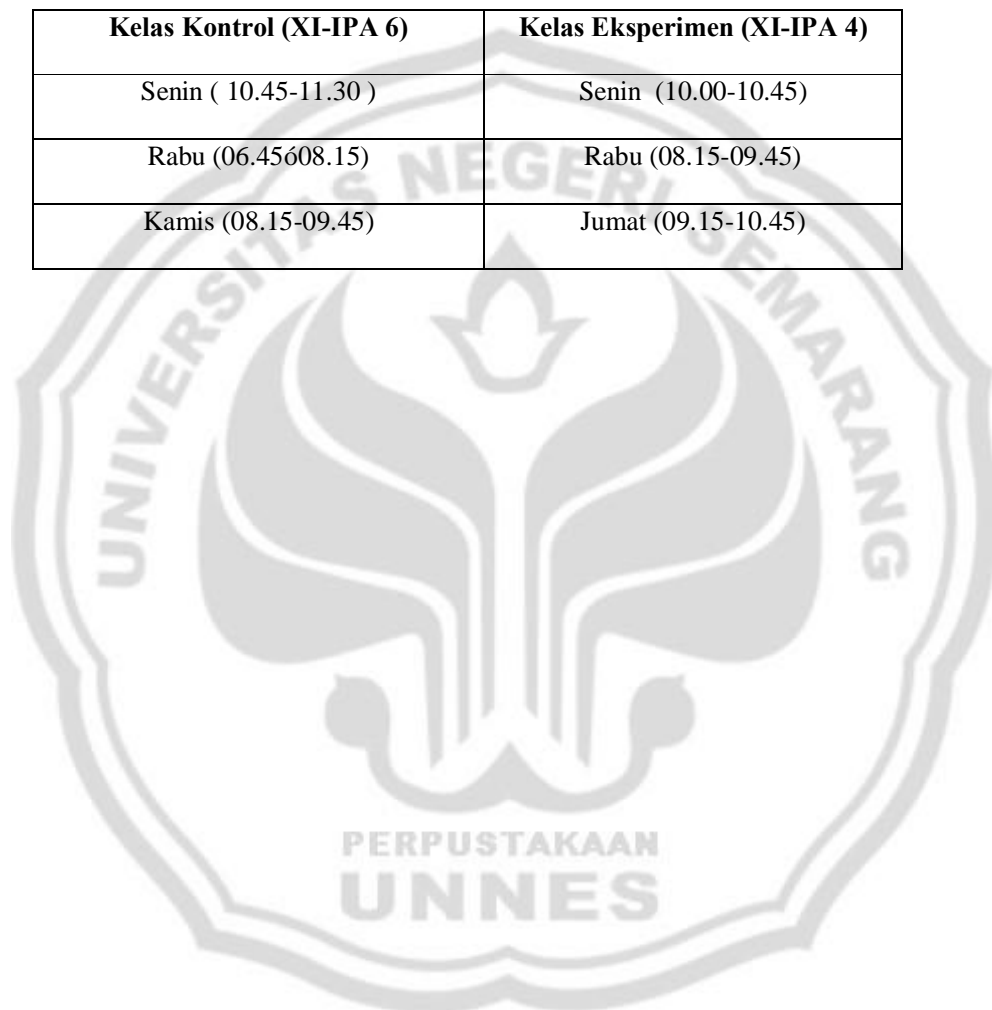 Kelas Kontrol (XI-IPA 6) Kelas Eksperimen (XI-IPA 4)
Senin ( 10.45-11.30 ) Senin (10.00-10.45)
Rabu (06.45ó08.15) Rabu (08.15-09.45)
Kamis (08.15-09.45) Jumat (09.15-10.45)
UNIVERSITAS NEGERI SEMARANG
PERPUSTAKAAN
UNNES